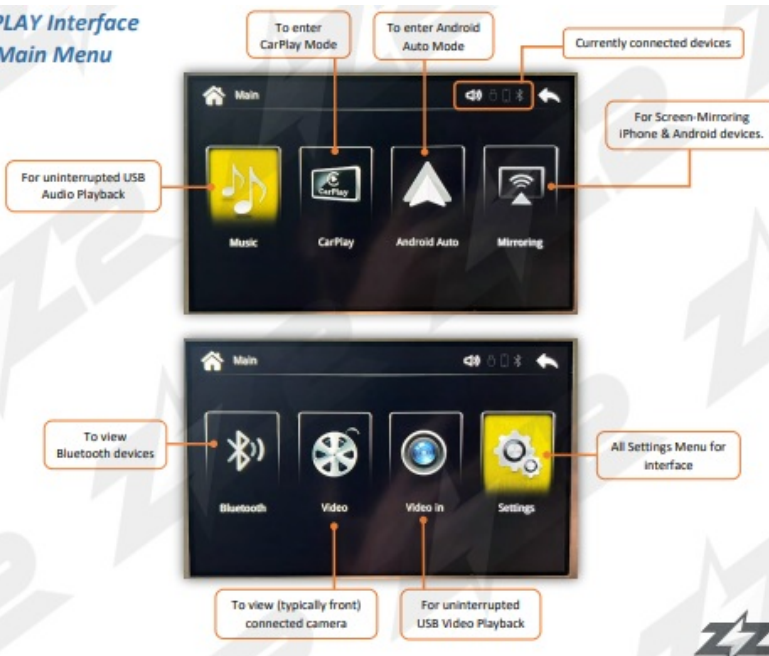 PLAY Interface
Main Menu
To enter
CarPlay Mode
To enter Android
Auto Mode
Currently connected devices
For Screen-Mirroring
iPhone & Android devices.
For uninterrupted USB
Audio Playback
Main
CarPlay
Music
CarPlay
Android Auto
Mirroring
Main
To view
Bluetooth devices
All Settings Menu for
interface
Bluetooth
Video
Video in
Settings
To view (typically front)
connected camera
For uninterrupted
USB Video Playback
Z2